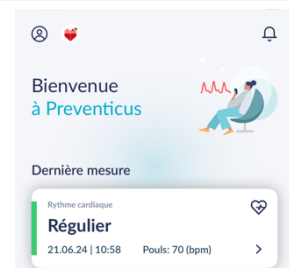 Bienvenue
à Preventicus
Dernière mesure
Rythme cardiaque
Régulier
21.06.24 | 10:58 Pouls: 70 (bpm)